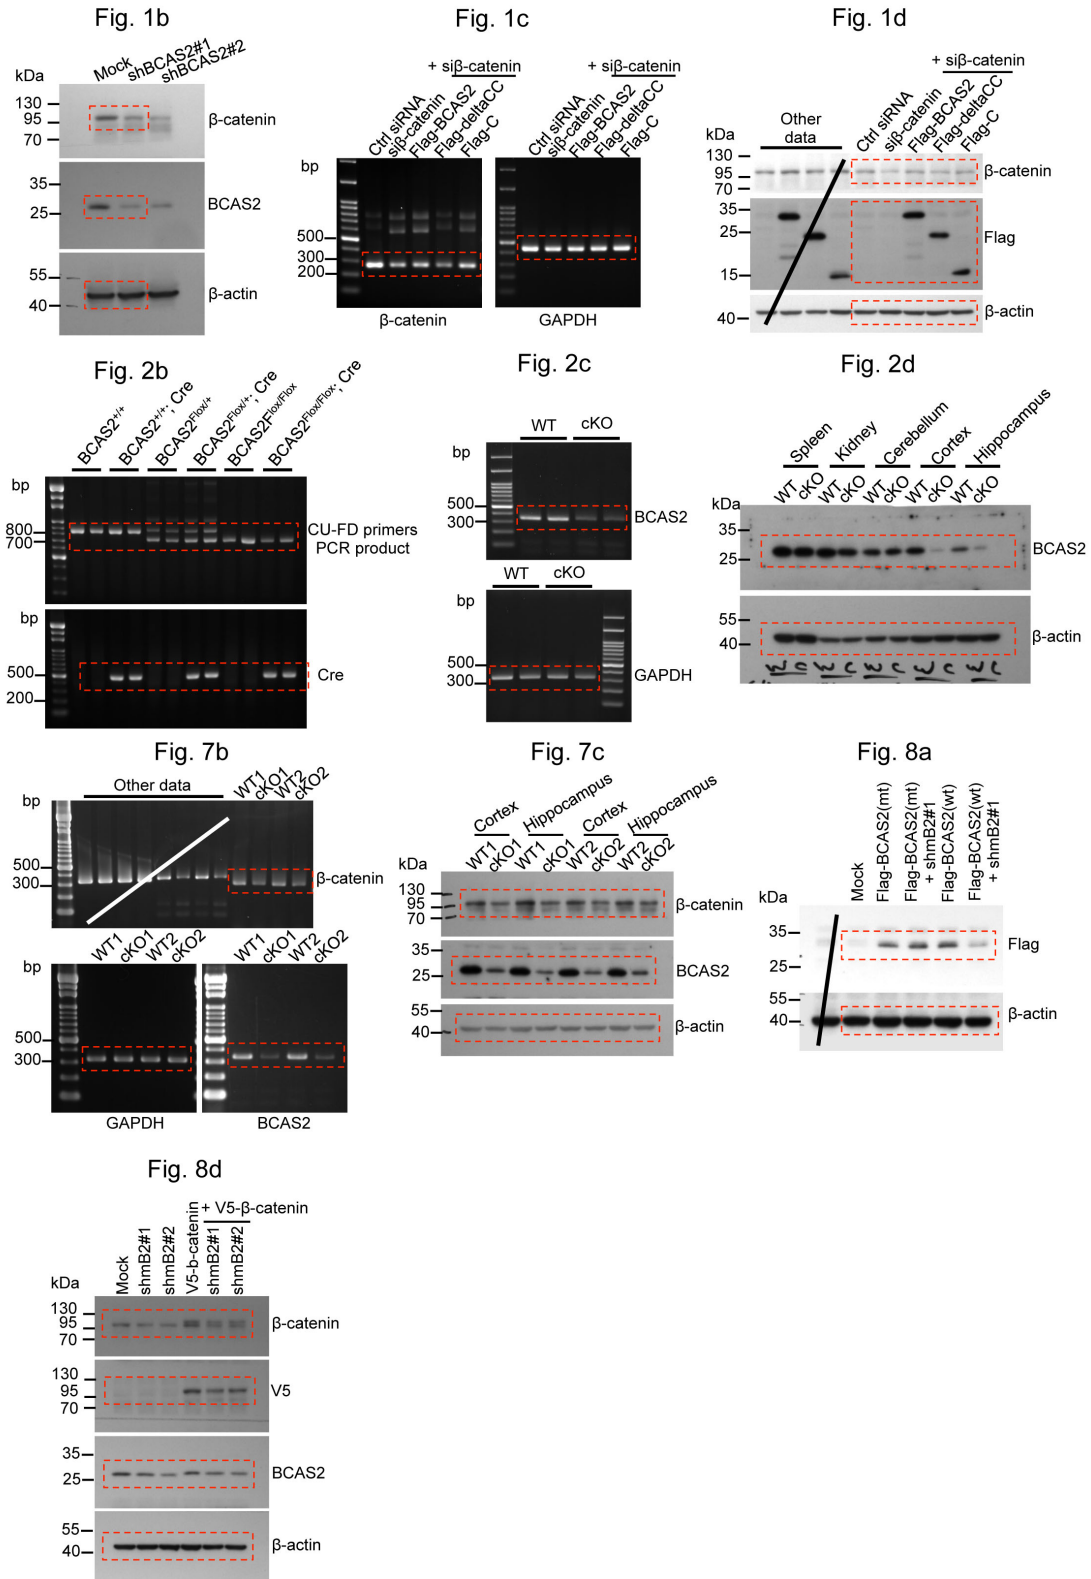 Fig. 1b
Mock
shBCAS2#1
shBCAS2#2
kDa
130
95
70
β-catenin
35
25
BCAS2
55
40
β-actin
Fig. 1c
+ siβ-catenin
+ siβ-catenin
Ctrl siRNA
siβ-catenin
Flag-BCAS2
Flag-deltaCC
Flag-C
Ctrl siRNA
siβ-catenin
Flag-BCAS2
Flag-deltaCC
Flag-C
bp
500
300
200
β-catenin
GAPDH
Fig. 1d
+ siβ-catenin
Other
data
Ctrl siRNA
siβ-catenin
Flag-BCAS2
Flag-deltaCC
Flag-C
kDa
130
95
70
β-catenin
35
25
15
Flag
40
β-actin
Fig. 2b
BCAS2+/+
BCAS2+/+; Cre
BCAS2Flox/+
BCAS2Flox/+; Cre
BCAS2Flox/Flox
BCAS2Flox/Flox; Cre
bp
800
700
CU-FD primers
PCR product
bp
500
200
Cre
Fig. 2c
WT cKO
bp
500
300
BCAS2
WT cKO
bp
500
300
GAPDH
Fig. 2d
Spleen
Kidney
Cerebellum
Cortex
Hippocampus
WT
cKO
WT
cKO
WT
cKO
WT
cKO
WT
cKO
kDa
35
25
BCAS2
55
40
β-actin
W C W C W C W C W C
Fig. 7b
Other data
WT1
cKO1
WT2
cKO2
bp
500
300
β-catenin
WT1
cKO1
WT2
cKO2
WT1
cKO1
WT2
cKO2
bp
500
300
GAPDH
BCAS2
Fig. 7c
Cortex
Hippocampus
Cortex
Hippocampus
WT1
cKO1
WT1
cKO1
WT2
cKO2
WT2
cKO2
kDa
130
95
70
β-catenin
35
25
BCAS2
55
40
β-actin
Fig. 8a
Mock
Flag-BCAS2(mt)
Flag-BCAS2(mt)
+ shmB2#1
Flag-BCAS2(wt)
Flag-BCAS2(wt)
+ shmB2#1
kDa
35
25
Flag
55
40
β-actin
Fig. 8d
+ V5-β-catenin
Mock
shmB2#1
shmB2#2
V5-b-catenin
shmB2#1
shmB2#2
kDa
130
95
70
β-catenin
130
95
70
V5
35
25
BCAS2
55
40
β-actin